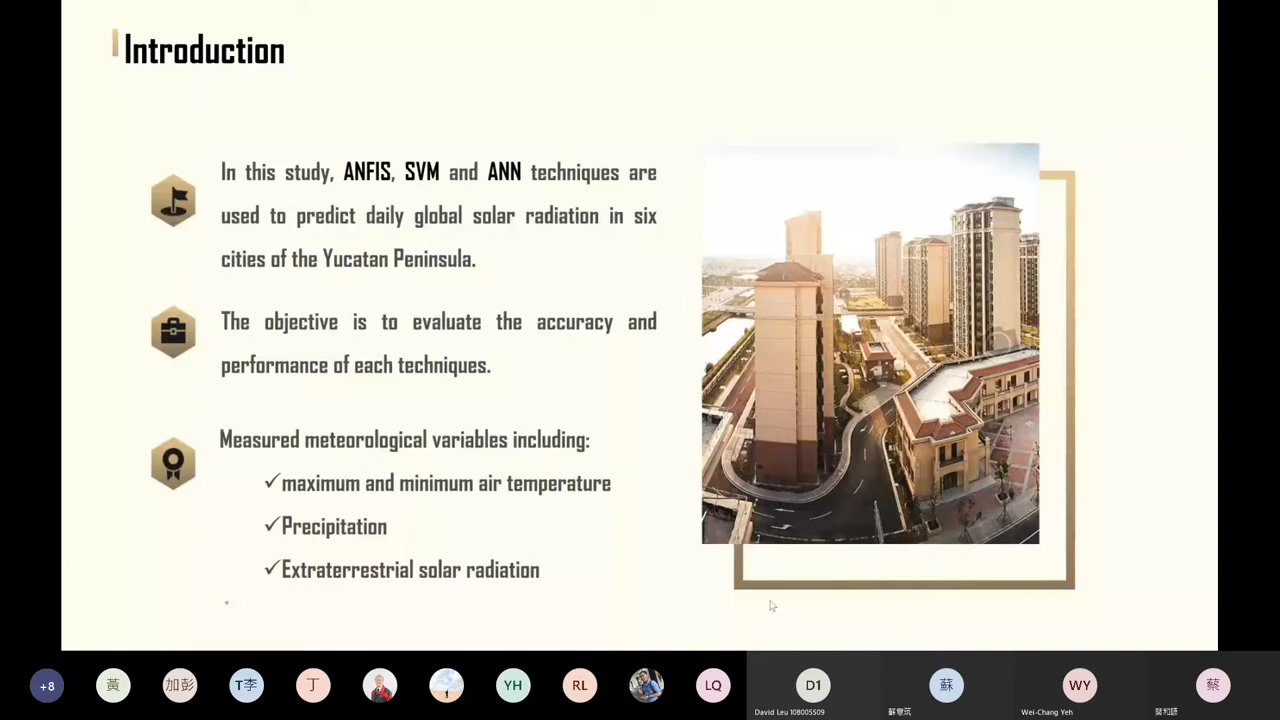 Introduction
In this study, ANFIS, SVM and ANN techniques are
used to predict daily global solar radiation in six
cities of the Yucatan Peninsula.
The objective is to evaluate the accuracy and
performance of each techniques.
Measured meteorological variables including:
✓maximum and minimum air temperature
✓Precipitation
✓Extraterrestrial solar radiation
+8
黃
加彭
T李
丁
YH
RL
LQ
D1
蘇
WY
蔡
David Leu 108005509
Wei-Chang Yeh